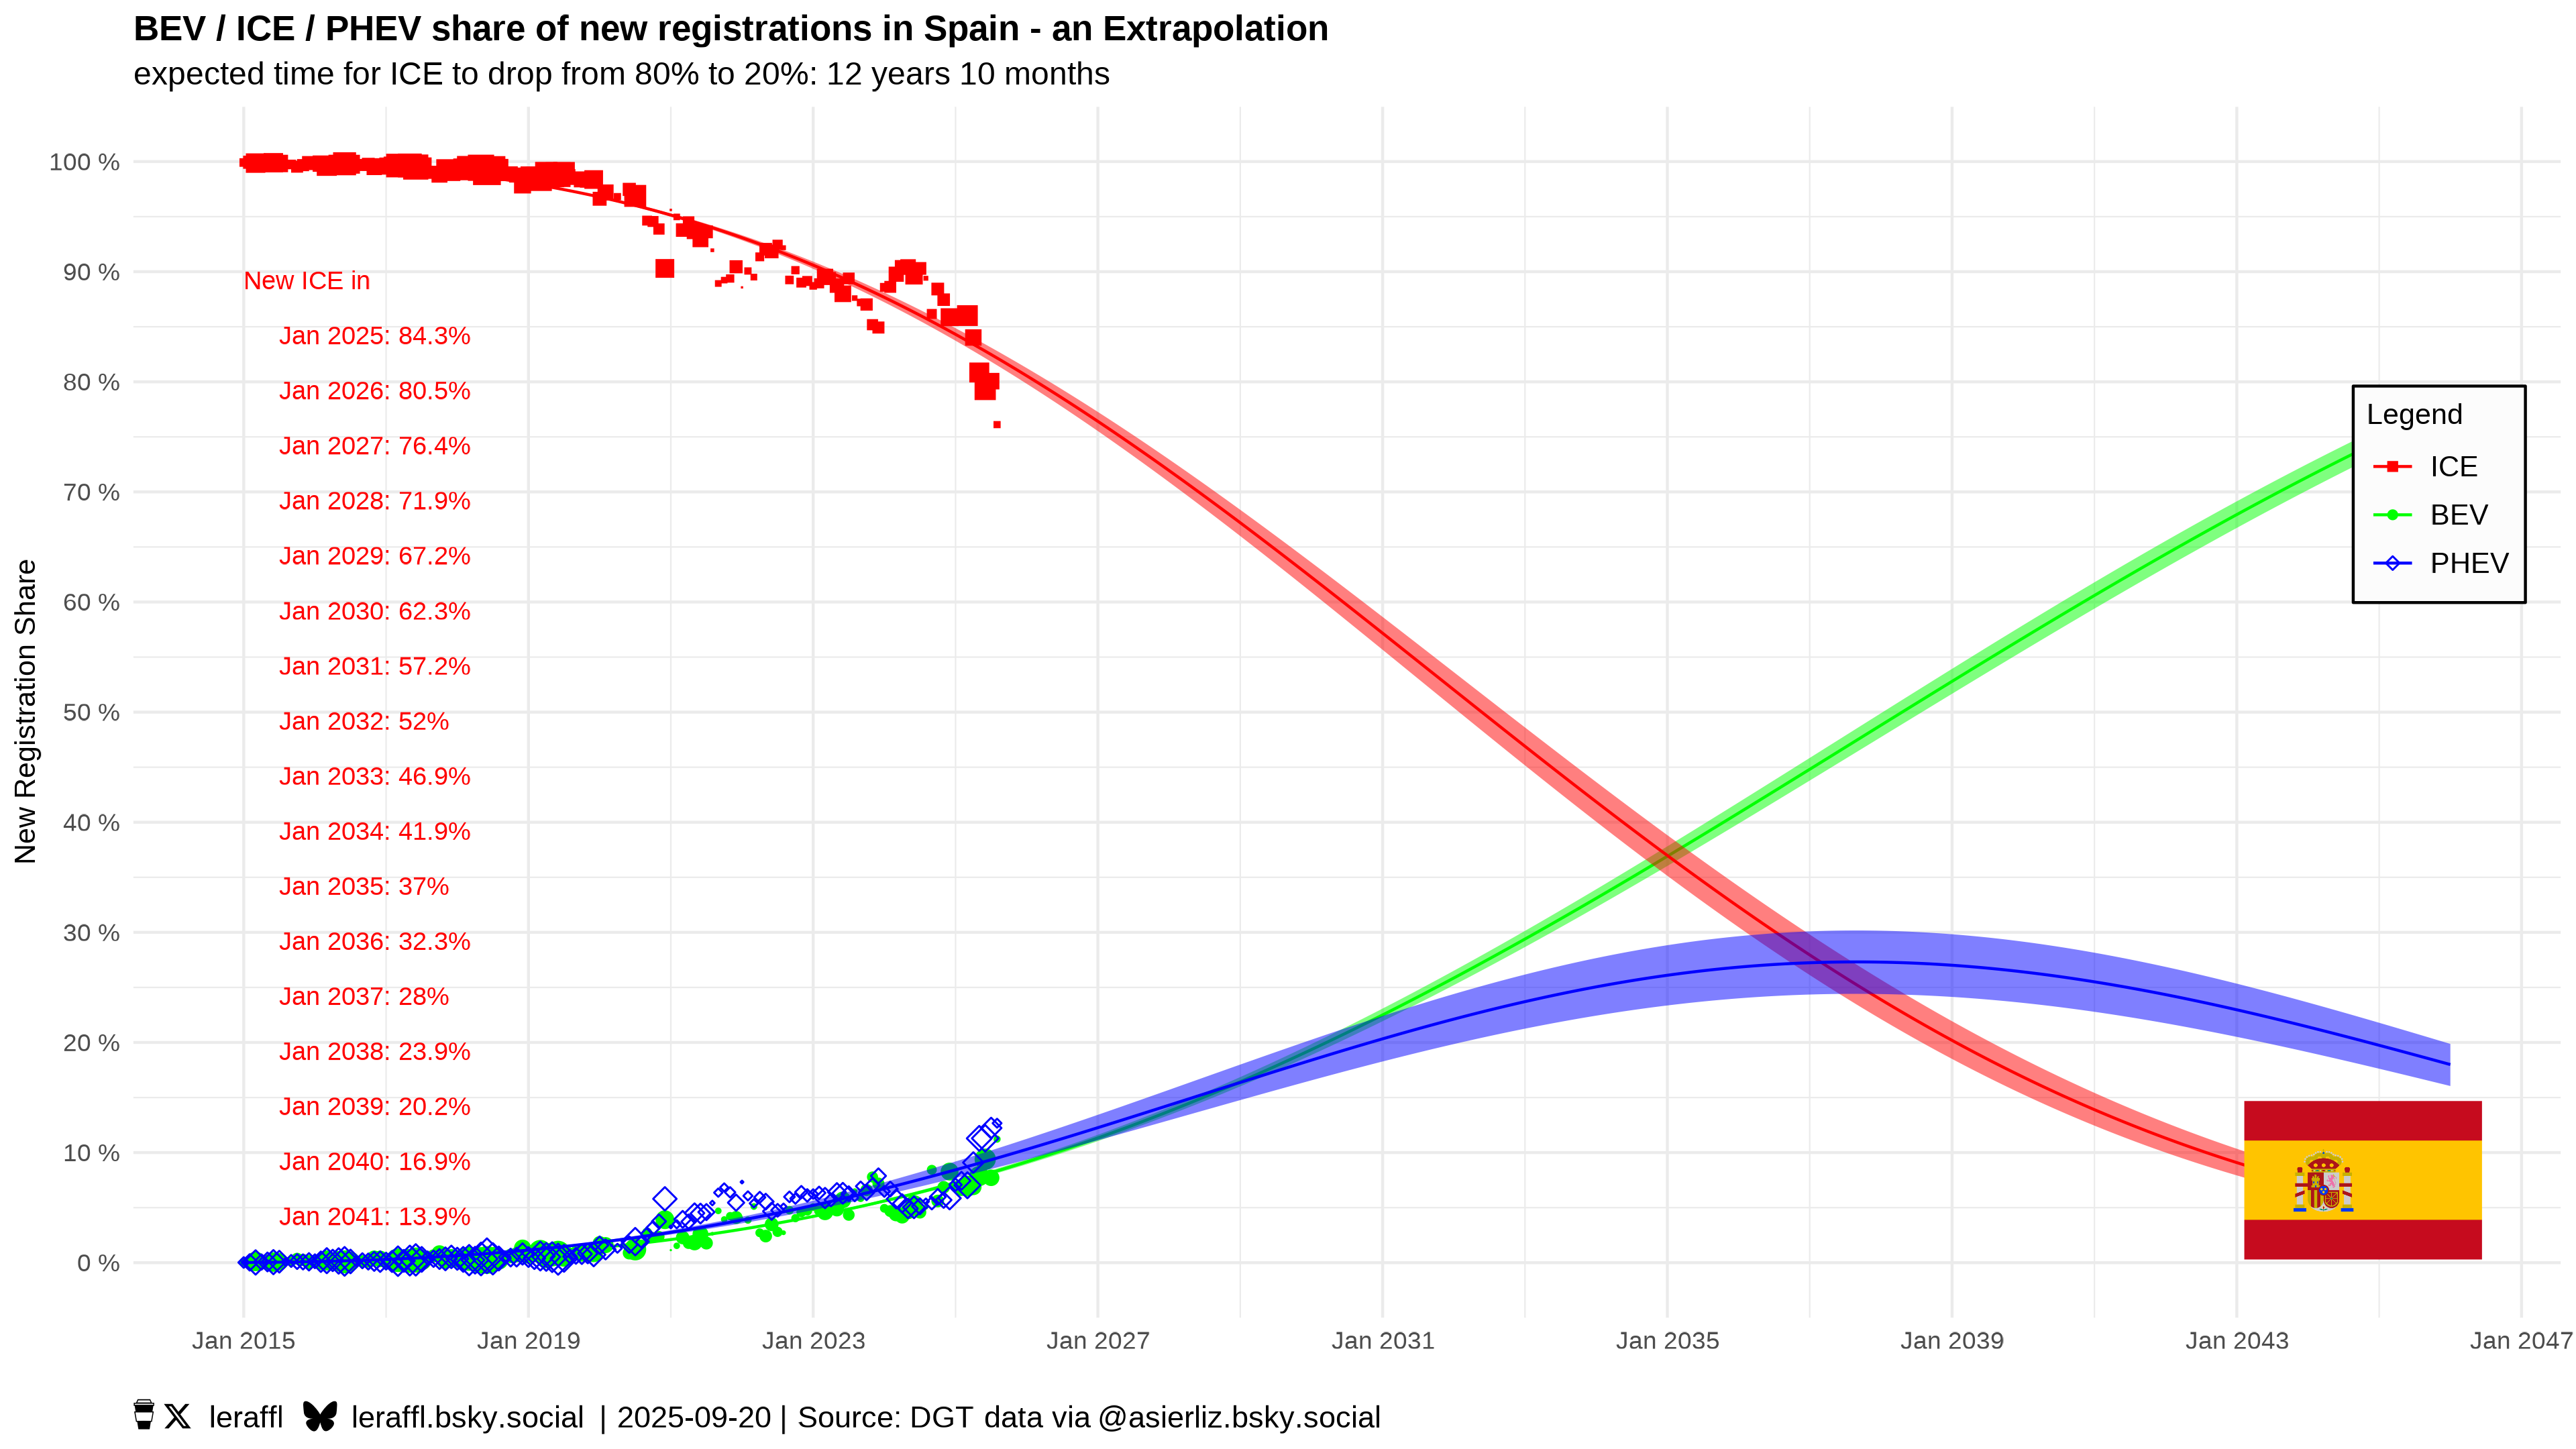 BEV / ICE / PHEV share of new registrations in Spain - an Extrapolation
expected time for ICE to drop from 80% to 20%: 12 years 10 months
New Registration Share
100 %
90 %
80 %
70 %
60 %
50 %
40 %
30 %
20 %
10 %
0 %
New ICE in
Jan 2025: 84.3%
Jan 2026: 80.5%
Jan 2027: 76.4%
Jan 2028: 71.9%
Jan 2029: 67.2%
Jan 2030: 62.3%
Jan 2031: 57.2%
Jan 2032: 52%
Jan 2033: 46.9%
Jan 2034: 41.9%
Jan 2035: 37%
Jan 2036: 32.3%
Jan 2037: 28%
Jan 2038: 23.9%
Jan 2039: 20.2%
Jan 2040: 16.9%
Jan 2041: 13.9%
Legend
ICE
BEV
PHEV
Jan 2015 Jan 2019 Jan 2023 Jan 2027 Jan 2031 Jan 2035 Jan 2039 Jan 2043 Jan 2047
leraffl leraffl.bsky.social | 2025-09-20 | Source: DGT data via @asierliz.bsky.social